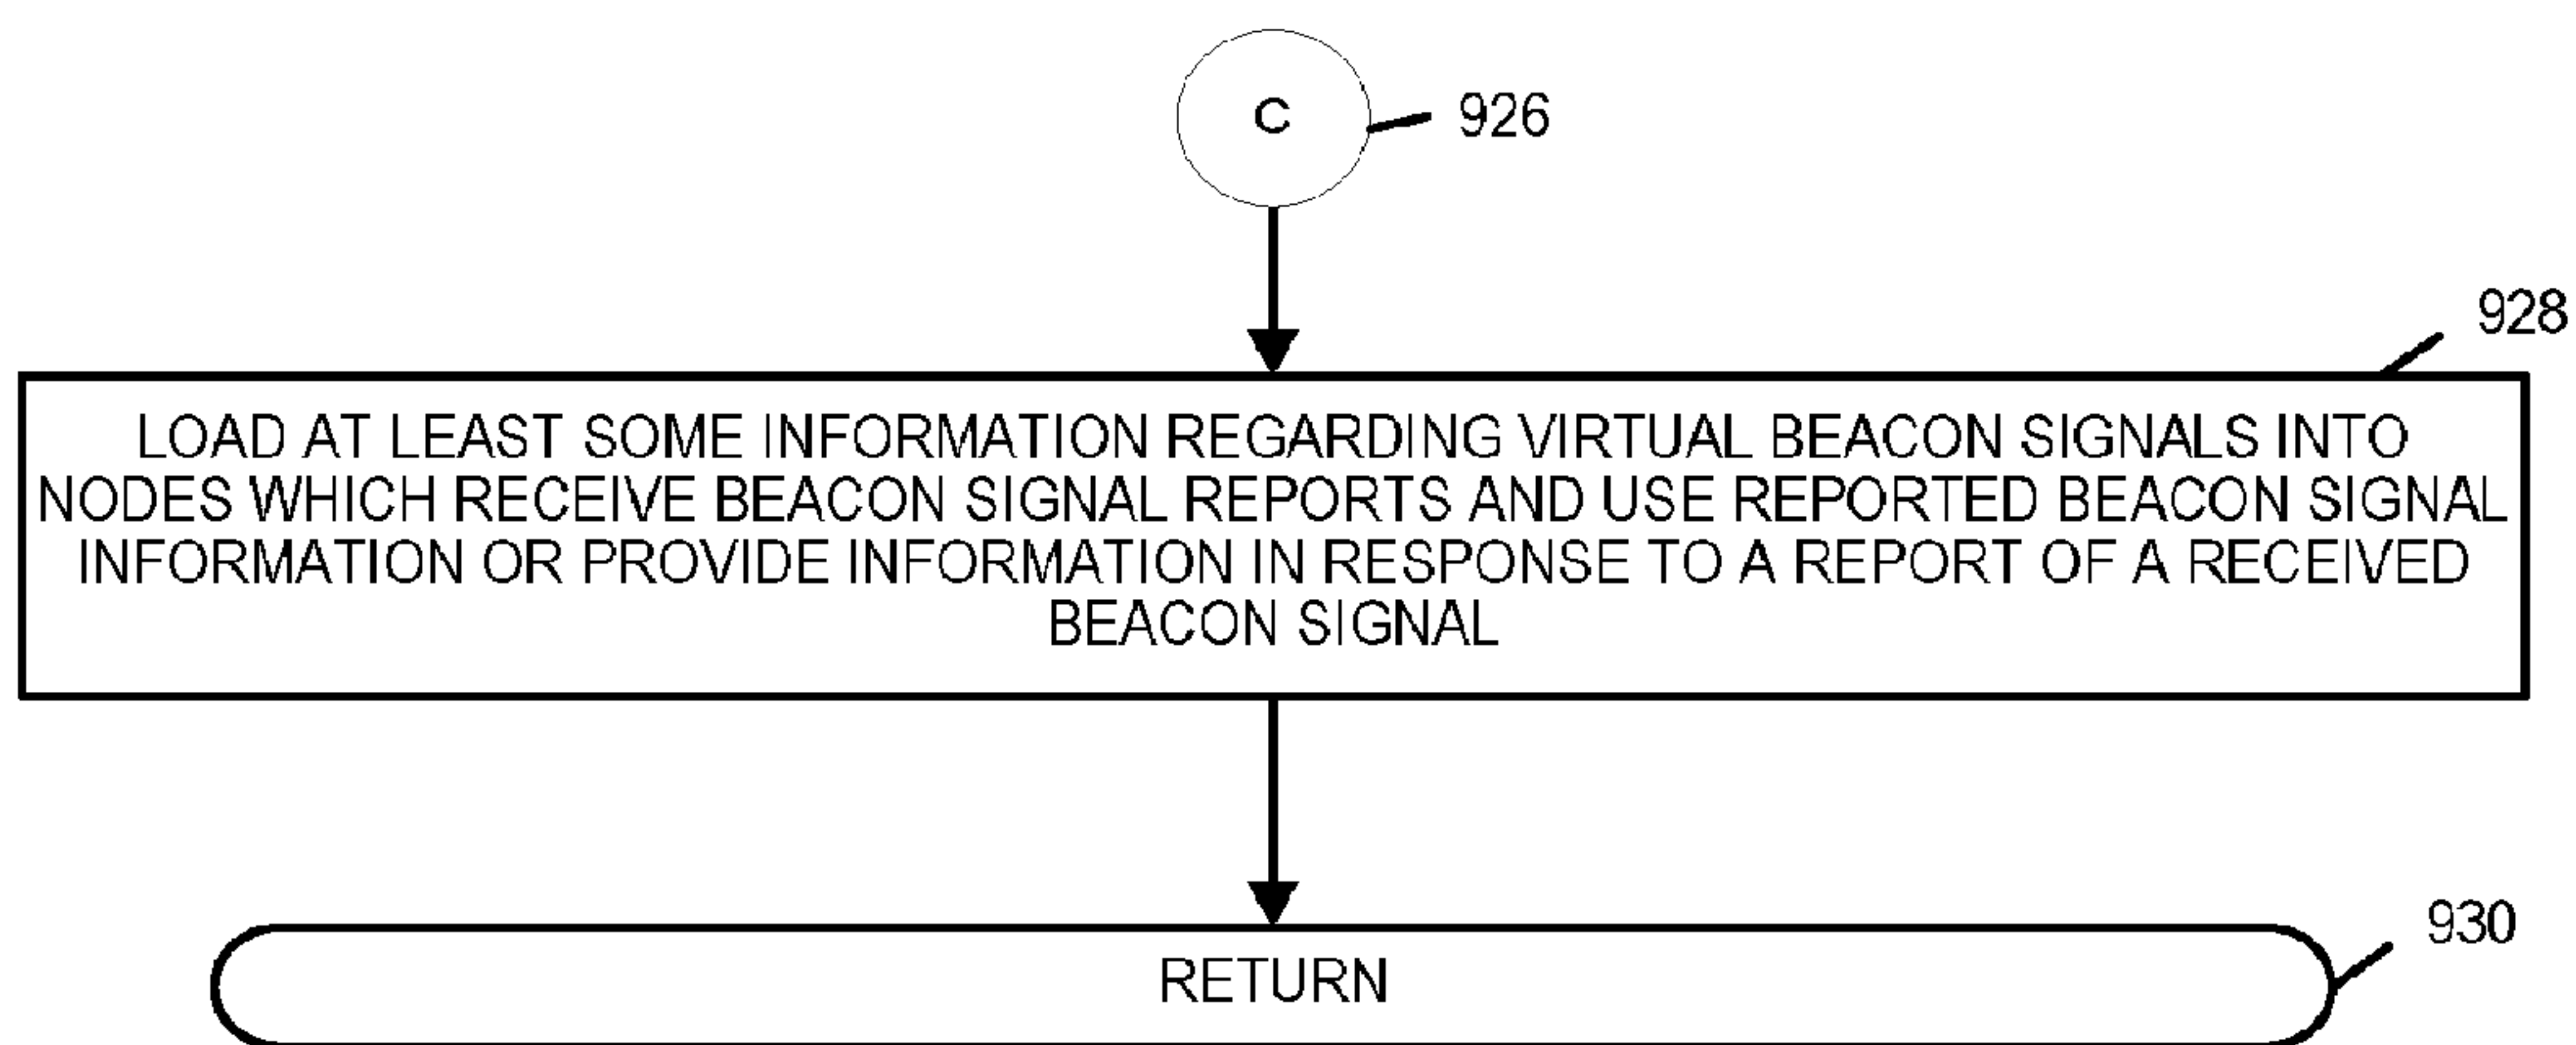 C
926
928
LOAD AT LEAST SOME INFORMATION REGARDING VIRTUAL BEACON SIGNALS INTO
NODES WHICH RECEIVE BEACON SIGNAL REPORTS AND USE REPORTED BEACON SIGNAL
INFORMATION OR PROVIDE INFORMATION IN RESPONSE TO A REPORT OF A RECEIVED
BEACON SIGNAL
930
RETURN